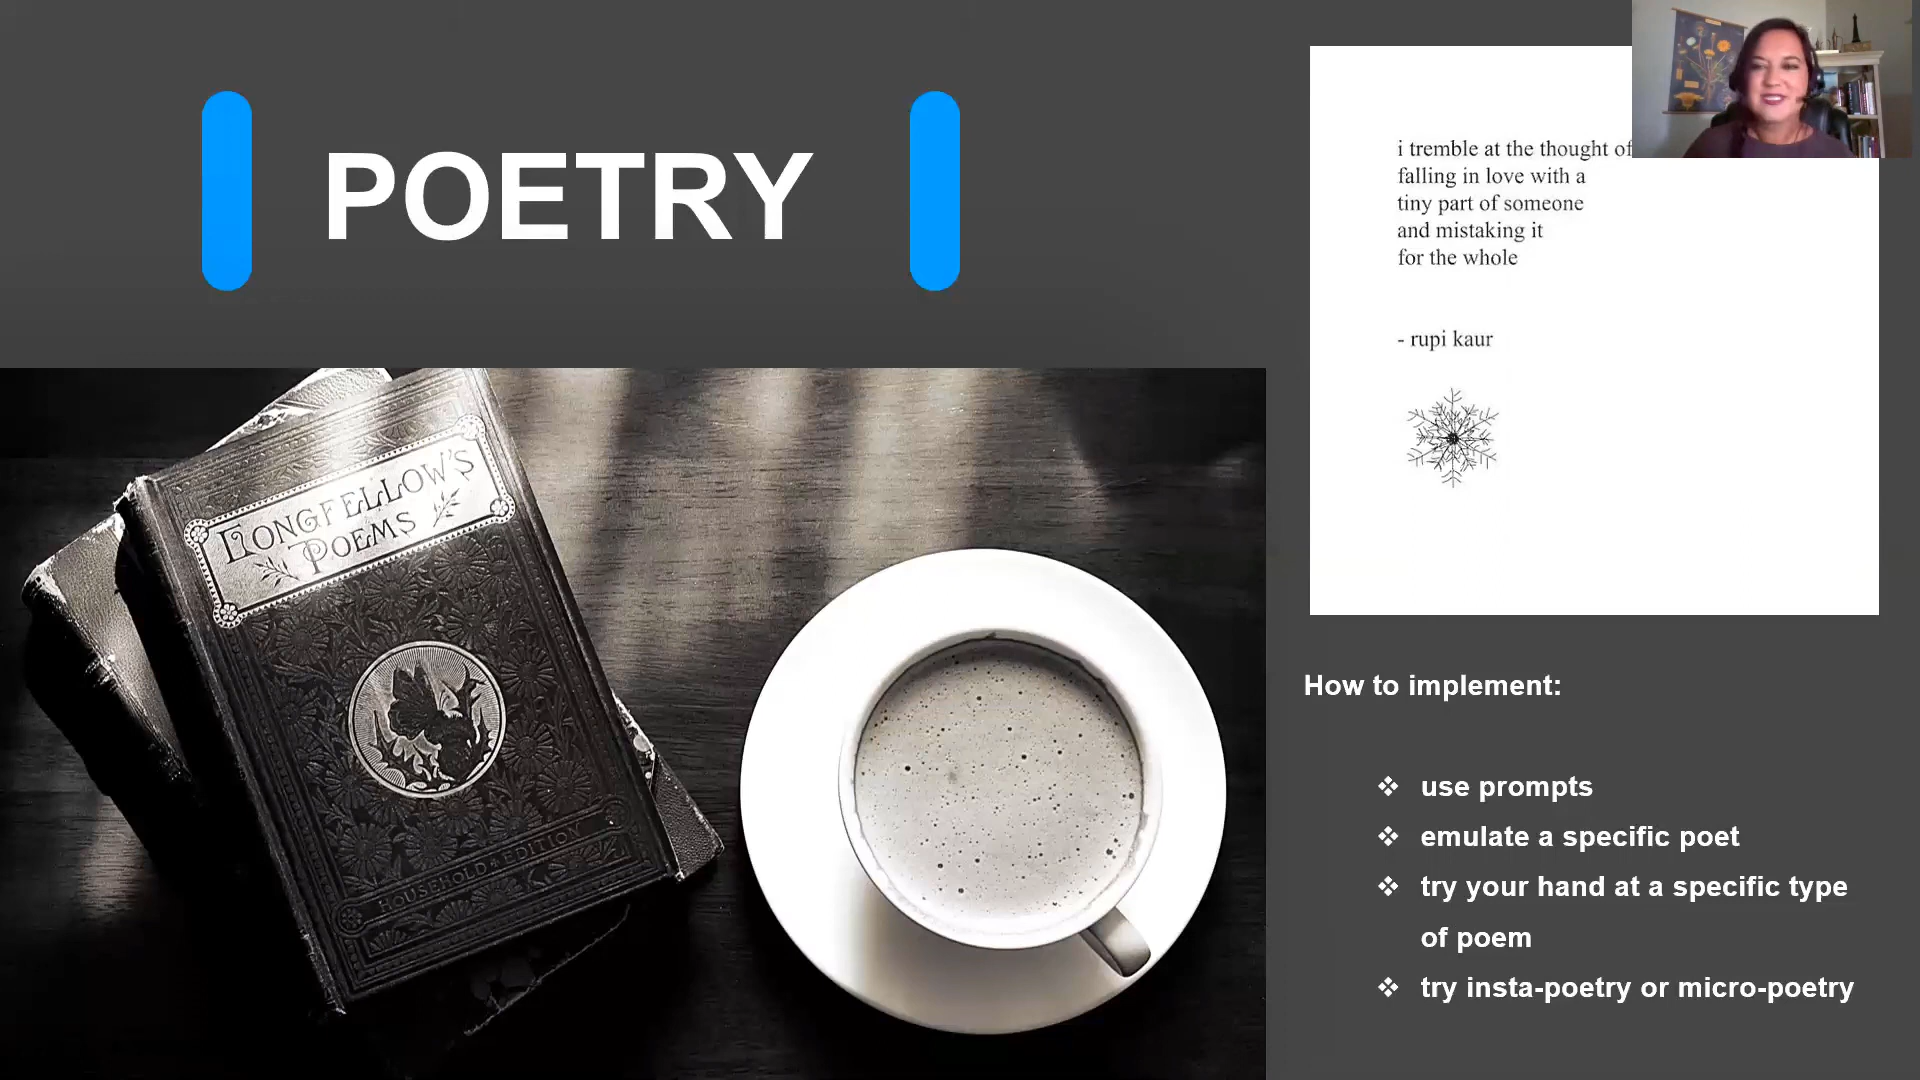 POETRY
i tremble at the thought of
falling in love with a
tiny part of someone
and mistaking it
for the whole
- rupi kaur
LONGFELLOW'S
POEMS
HOUSEHOLD EDITION
How to implement:
❖ use prompts
❖ emulate a specific poet
❖ try your hand at a specific type
of poem
❖ try insta-poetry or micro-poetry